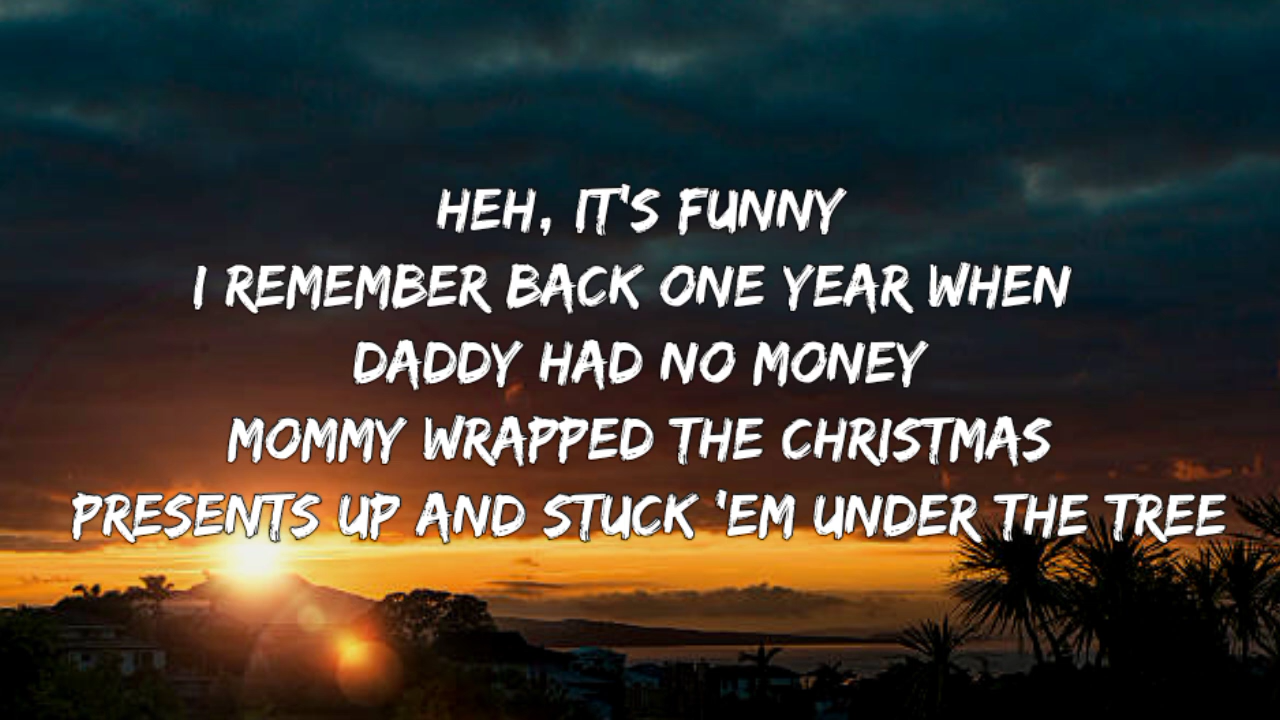 HEH, IT'S FUNNY
I REMEMBER BACK ONE YEAR WHEN
DADDY HAD NO MONEY
MOMMY WRAPPED THE CHRISTMAS
PRESENTS UP AND STUCK 'EM UNDER THE TREE